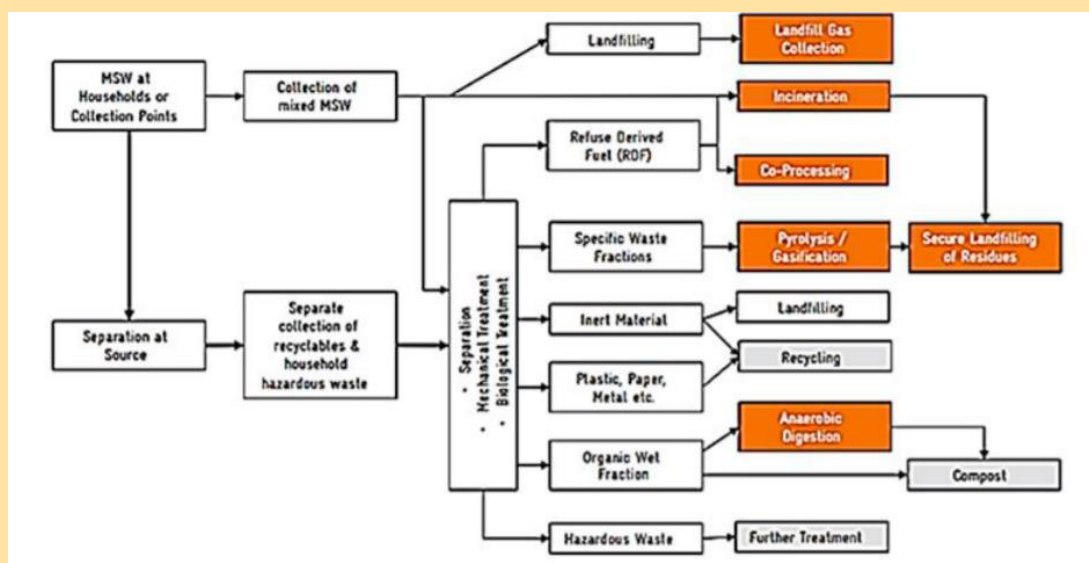 MSW at
Households or
Collection Points
Collection of
mixed MSW
Landfilling
Landfill Gas
Collection
Incineration
Refuse Derived
Fuel (RDF)
Co-Processing
Specific Waste
Fractions
Pyrolysis /
Gasification
Secure Landfilling
of Residues
Separation at
Source
Separate
collection of
recyclables &
household
hazardous waste
• Separation
• Mechanical Treatment
• Biological Treatment
Inert Material
Landfilling
Recycling
Plastic, Paper,
Metal etc.
Organic Wet
Fraction
Anaerobic
Digestion
Compost
Hazardous Waste
Further Treatment